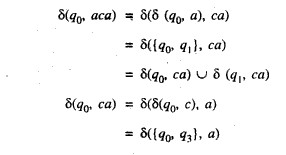 δ(q₀, aca) = δ(δ (q₀, a), ca)
= δ({q₀, q₁}, ca)
= δ(q₀, ca) ∪ δ (q₁, ca)
δ(q₀, ca) = δ(δ(q₀, c), a)
= δ({q₀, q₃}, a)